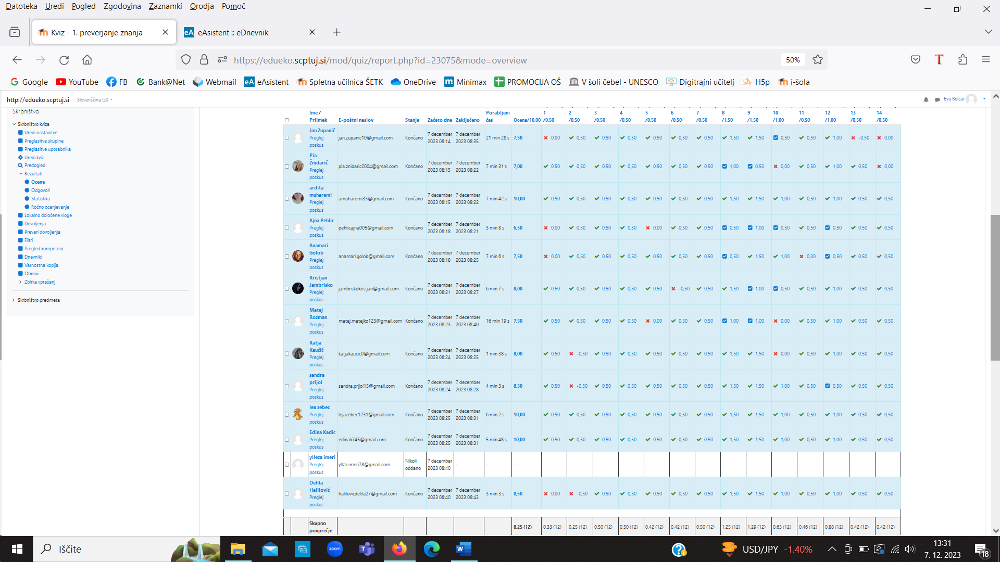 Datoteka Uredi Pogled Zgodovina Zaznamki Orodja Pomoč
Kviz - 1. preverjanje znanja
eA eAsistent :: eDnevnik
https://edueko.scptuj.si/mod/quiz/report.php?id=23075&mode=overview 50%
Google YouTube FB Bank@Net Webmail eA eAsistent Spletna učilnica ŠETK OneDrive Minimax PROMOCIJA OŠ V šoli čebel - UNESCO Digitrajni učitelj H5p i-šola
http://edueko.scptuj.si Slovenščina (sl) Eva Bolcar
Skrbništvo
Skrbništvo kviza
Uredi nastavitve
Preglasitve skupine
Preglasitve uporabnika
Uredi kviz
Predogled
Rezultati
Ocene
Odgovori
Statistika
Ročno ocenjevanje
Lokalno določene vloge
Dovoljenja
Preveri dovoljenja
Filtri
Pregled kompetenc
Dnevniki
Varnostna kopija
Obnovi
Zbirka vprašanj
Skrbništvo predmeta
Ime / Porabljeni 1 2 3 4 5 6 7 8 9 10 11 12 13 14
Priimek E-poštni naslov Stanje Začeto dne Zaključeno čas Ocena/10,00 /0,50 /0,50 /0,50 /0,50 /0,50 /0,50 /0,50 /1,50 /1,50 /1,00 /0,50 /1,00 /0,50 /0,50
Jan Zupanič
Preglej poskus jan.zupanic10@gmail.com Končano 7 december 2023 08:14 7 december 2023 08:35 21 min 28 s 7,50 0,00 0,50 0,50 0,50 0,50 0,50 0,50 1,50 1,50 0,50 0,50 1,00 -0,50 0,00
Pia Žnidarič
Preglej poskus pia.znidaric2004@gmail.com Končano 7 december 2023 08:15 7 december 2023 08:22 7 min 31 s 7,00 0,50 0,50 0,50 0,50 0,50 0,50 0,50 1,00 0,50 0,00 0,50 1,00 0,50 0,00
ardita muharemi
Preglej poskus amuharemi33@gmail.com Končano 7 december 2023 08:15 7 december 2023 08:22 7 min 42 s 10,00 0,50 0,50 0,50 0,50 0,50 0,50 0,50 1,50 1,50 1,00 0,50 1,00 0,50 0,50
Ajna Pehlic
Preglej poskus pehlicajna005@gmail.com Končano 7 december 2023 08:18 7 december 2023 08:21 3 min 8 s 6,50 0,00 0,50 0,50 0,50 0,00 0,50 0,50 0,50 1,00 0,50 0,50 0,50 0,50 0,50
Anamari Golob
Preglej poskus anamari.golob@gmail.com Končano 7 december 2023 08:18 7 december 2023 08:25 7 min 6 s 7,50 0,00 0,50 0,50 0,50 0,50 0,50 0,50 0,50 1,50 1,00 0,00 0,50 0,50 0,50
Kristjan Jambrisko
Preglej poskus jambriskokristjan@gmail.com Končano 7 december 2023 08:21 7 december 2023 08:27 6 min 7 s 8,00 0,50 0,50 0,50 0,50 0,50 -0,50 0,50 1,50 1,00 0,50 0,50 1,00 0,50 0,50
Matej Rozman
Preglej poskus matej.matejko123@gmail.com Končano 7 december 2023 08:23 7 december 2023 08:40 16 min 19 s 7,50 0,50 0,50 0,50 0,50 0,00 0,50 0,50 1,00 1,00 0,00 0,50 1,00 0,50 0,50
Katja Kaučič
Preglej poskus katjakaucic0@gmail.com Končano 7 december 2023 08:24 7 december 2023 08:25 1 min 38 s 8,00 0,50 -0,50 0,50 0,50 0,50 0,50 0,50 1,50 1,50 0,00 0,50 1,00 0,50 0,50
sandra prijol
Preglej poskus sandra.prijol15@gmail.com Končano 7 december 2023 08:24 7 december 2023 08:28 4 min 3 s 8,50 0,50 -0,50 0,50 0,50 0,50 0,50 0,50 1,50 1,50 1,00 0,50 0,50 0,50 0,50
lea zebec
Preglej poskus lejazebec1231@gmail.com Končano 7 december 2023 08:25 7 december 2023 08:31 6 min 2 s 10,00 0,50 0,50 0,50 0,50 0,50 0,50 0,50 1,50 1,50 1,00 0,50 1,00 0,50 0,50
Edina Kadic
Preglej poskus edinak745@gmail.com Končano 7 december 2023 08:25 7 december 2023 08:31 5 min 48 s 10,00 0,50 0,50 0,50 0,50 0,50 0,50 0,50 1,50 1,50 1,00 0,50 1,00 0,50 0,50
ylleza imeri
Preglej poskus yllza.imeri78@gmail.com Nikoli oddano 7 december 2023 08:40 - - - - - - - - - - - - - - - - -
Delila Halilović
Preglej poskus halilovicdelila27@gmail.com Končano 7 december 2023 08:40 7 december 2023 08:43 3 min 3 s 8,50 0,00 -0,50 0,50 0,50 0,50 0,50 0,50 1,50 1,50 1,00 0,50 1,00 0,50 0,50
Skupno povprečje 8,25 (12) 0,33 (12) 0,25 (12) 0,50 (12) 0,50 (12) 0,42 (12) 0,42 (12) 0,50 (12) 1,25 (12) 1,29 (12) 0,63 (12) 0,46 (12) 0,88 (12) 0,42 (12) 0,42 (12)
Iščite zoom USD/JPY -1.40% 13:31
7. 12. 2023 18